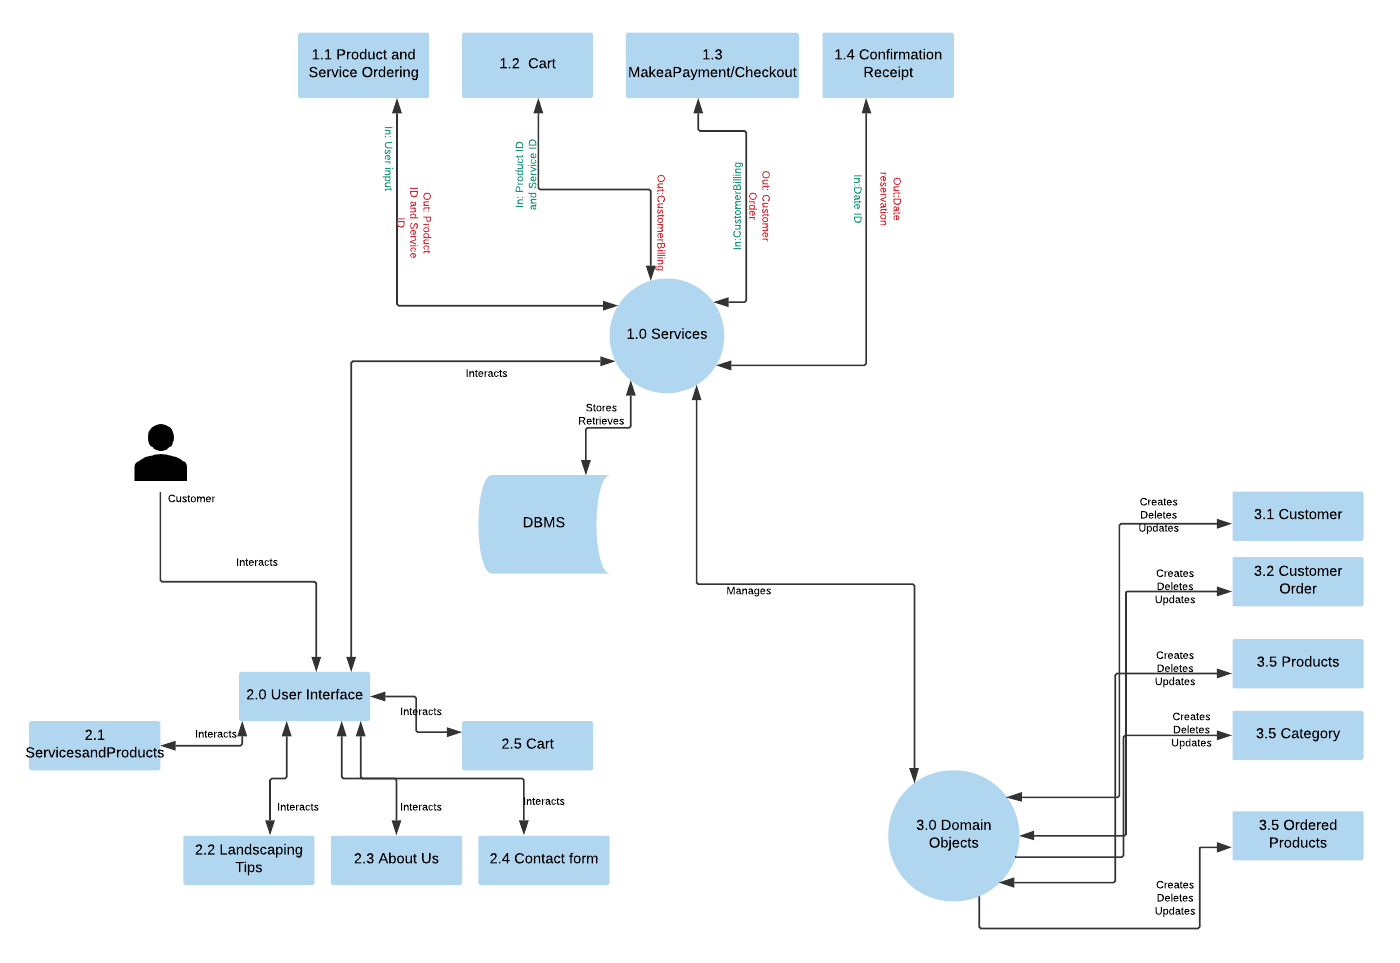 1.1 Product and
Service Ordering
1.2  Cart
1.3
MakeaPayment/Checkout
1.4 Confirmation
Receipt
In: User input
Out: Product
ID and Service
ID
In: Product ID
and Service ID
Out:CustomerBilling
In:CustomerBilling
Out: Customer
Order
In:Date ID
Out:Date
reservation
1.0 Services
Interacts
Stores
Retrieves
Customer
DBMS
Interacts
Manages
Creates
Deletes
Updates
3.1 Customer
Creates
Deletes
Updates
3.2 Customer
Order
Creates
Deletes
Updates
3.5 Products
Creates
Deletes
Updates
3.5 Category
2.0 User Interface
Interacts
2.1
ServicesandProducts
Interacts
2.5 Cart
Interacts
Interacts
Interacts
2.2 Landscaping
Tips
2.3 About Us
2.4 Contact form
3.0 Domain
Objects
3.5 Ordered
Products
Creates
Deletes
Updates